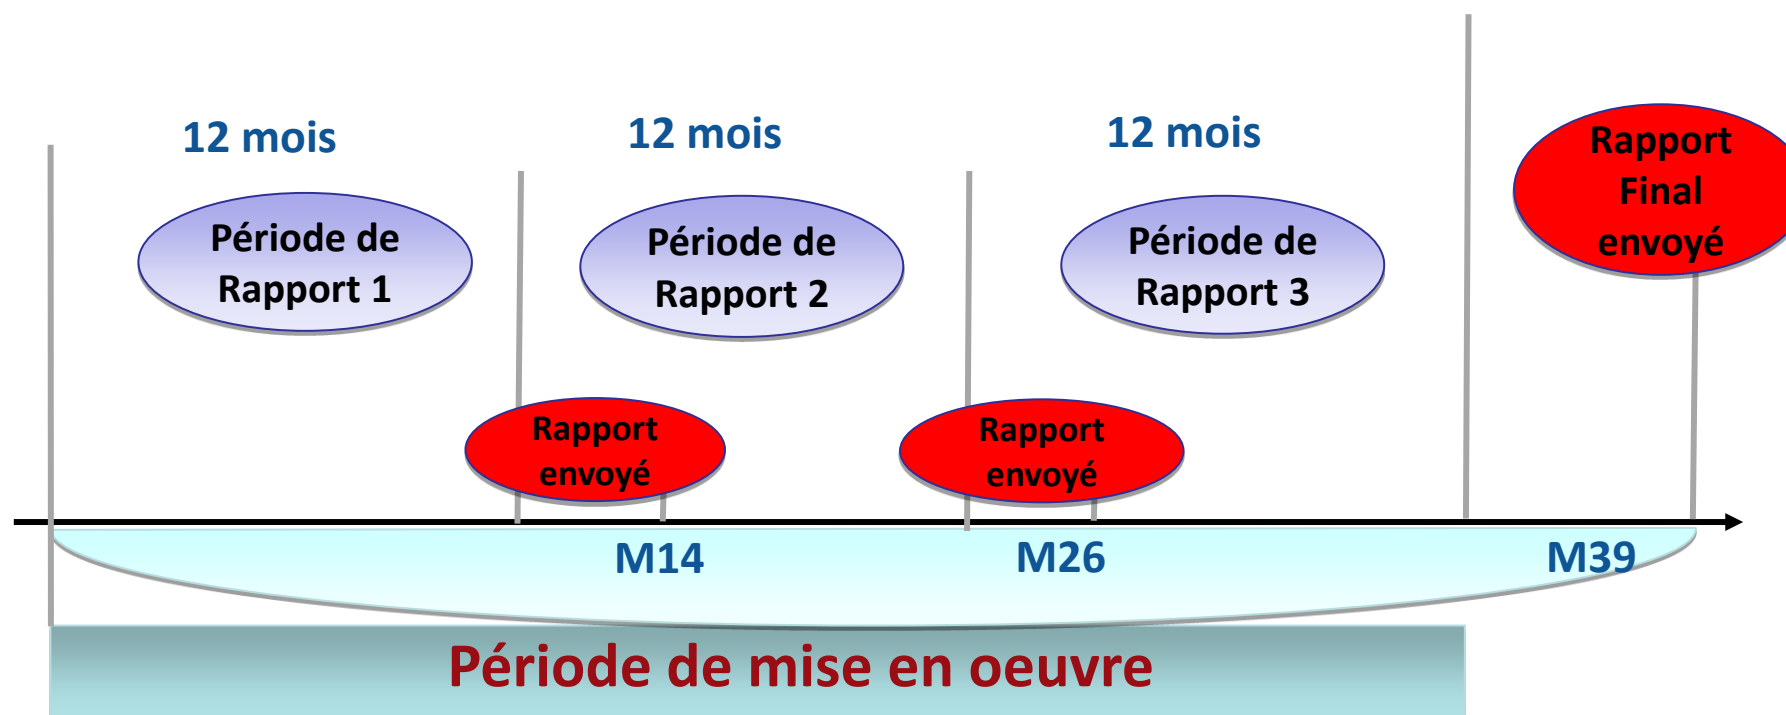 12 mois
12 mois
12 mois
Rapport
Final
envoyé
Période de
Rapport 1
Période de
Rapport 2
Période de
Rapport 3
Rapport
envoyé
Rapport
envoyé
M14
M26
M39
Période de mise en oeuvre